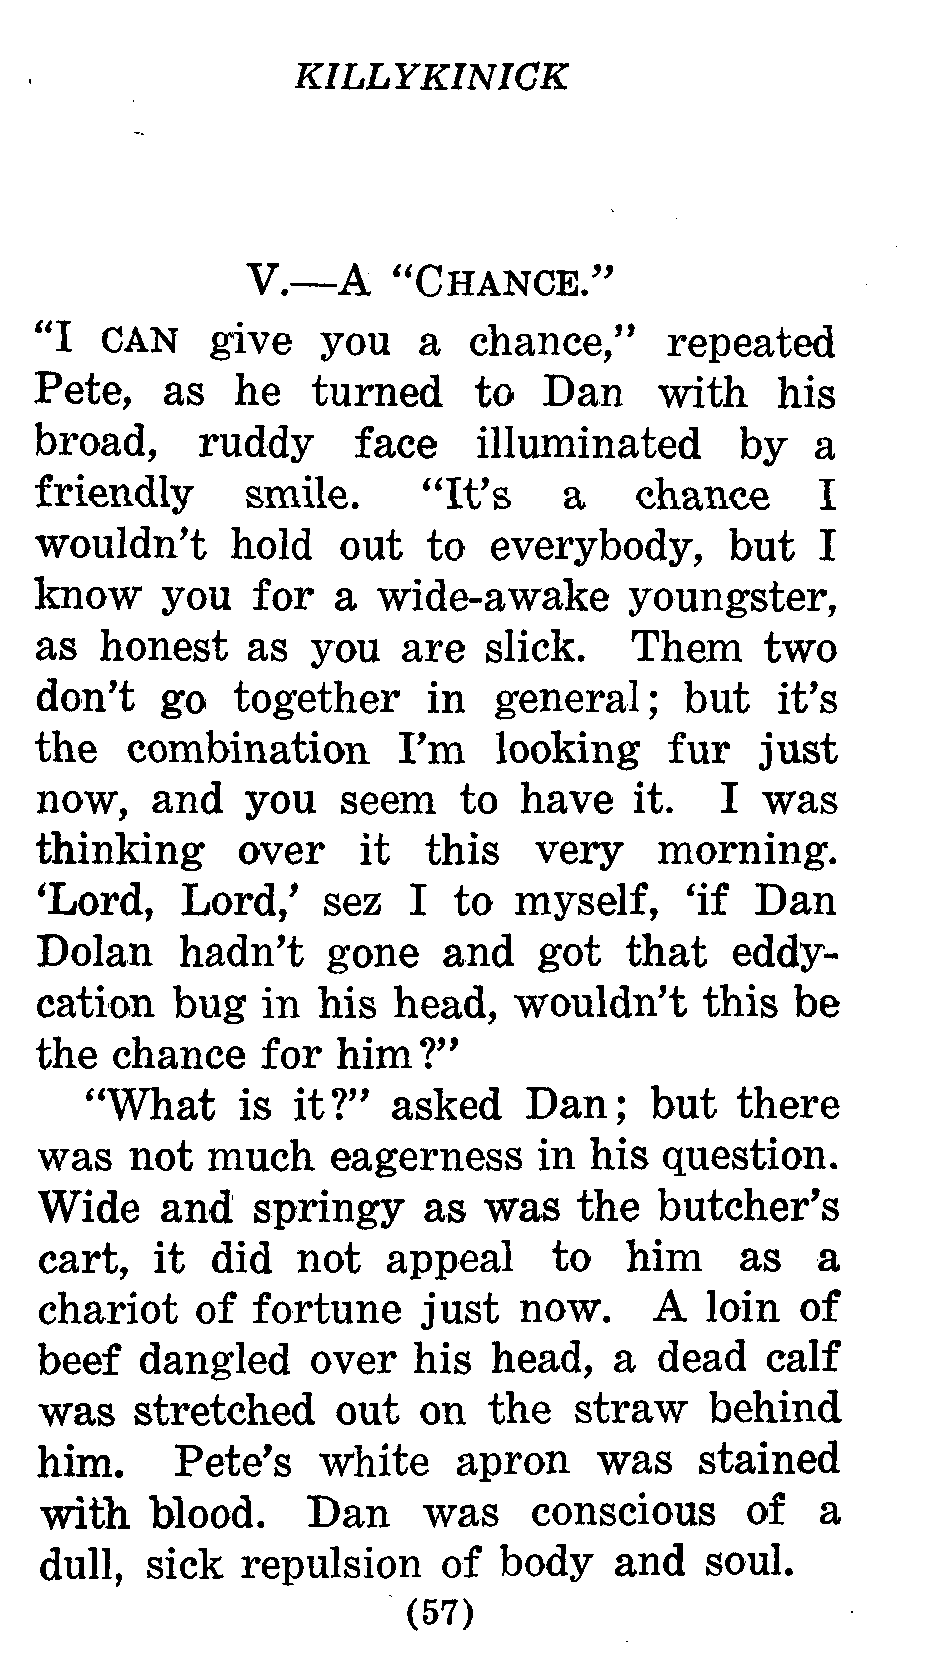 KILLYKINICK
V.—A "CHANCE."
"I CAN give you a chance," repeated
Pete, as he turned to Dan with his
broad, ruddy face illuminated by a
friendly smile. "It's a chance I
wouldn't hold out to everybody, but I
know you for a wide-awake youngster,
as honest as you are slick. Them two
don't go together in general; but it's
the combination I'm looking fur just
now, and you seem to have it. I was
thinking over it this very morning.
'Lord, Lord,' sez I to myself, 'if Dan
Dolan hadn't gone and got that eddy-
cation bug in his head, wouldn't this be
the chance for him?"
"What is it?" asked Dan; but there
was not much eagerness in his question.
Wide and springy as was the butcher's
cart, it did not appeal to him as a
chariot of fortune just now. A loin of
beef dangled over his head, a dead calf
was stretched out on the straw behind
him. Pete's white apron was stained
with blood. Dan was conscious of a
dull, sick repulsion of body and soul.
(57)